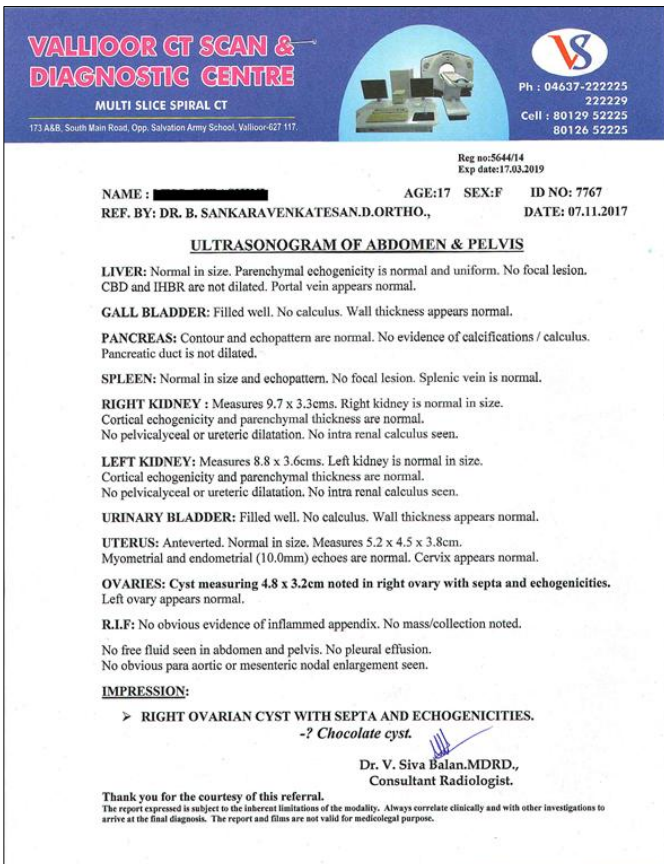 VALLIOOR CT SCAN &
DIAGNOSTIC CENTRE
MULTI SLICE SPIRAL CT
173 A&B, South Main Road, Opp. Salvation Army School, Vallioor-627 117.
VS
Ph : 04637-222225
222229
Cell : 80129 52225
80126 52225
Reg no:5644/14
Exp date:17.03.2019
NAME : AGE:17 SEX:F ID NO: 7767
REF. BY: DR. B. SANKARAVENKATESAN.D.ORTHO., DATE: 07.11.2017
ULTRASONOGRAM OF ABDOMEN & PELVIS
LIVER: Normal in size. Parenchymal echogenicity is normal and uniform. No focal lesion.
CBD and IHBR are not dilated. Portal vein appears normal.
GALL BLADDER: Filled well. No calculus. Wall thickness appears normal.
PANCREAS: Contour and echopattern are normal. No evidence of calcifications / calculus.
Pancreatic duct is not dilated.
SPLEEN: Normal in size and echopattern. No focal lesion. Splenic vein is normal.
RIGHT KIDNEY : Measures 9.7 x 3.3cms. Right kidney is normal in size.
Cortical echogenicity and parenchymal thickness are normal.
No pelvicalyceal or ureteric dilatation. No intra renal calculus seen.
LEFT KIDNEY: Measures 8.8 x 3.6cms. Left kidney is normal in size.
Cortical echogenicity and parenchymal thickness are normal.
No pelvicalyceal or ureteric dilatation. No intra renal calculus seen.
URINARY BLADDER: Filled well. No calculus. Wall thickness appears normal.
UTERUS: Anteverted. Normal in size. Measures 5.2 x 4.5 x 3.8cm.
Myometrial and endometrial (10.0mm) echoes are normal. Cervix appears normal.
OVARIES: Cyst measuring 4.8 x 3.2cm noted in right ovary with septa and echogenicities.
Left ovary appears normal.
R.I.F: No obvious evidence of inflammed appendix. No mass/collection noted.
No free fluid seen in abdomen and pelvis. No pleural effusion.
No obvious para aortic or mesenteric nodal enlargement seen.
IMPRESSION:
➢ RIGHT OVARIAN CYST WITH SEPTA AND ECHOGENICITIES.
-? Chocolate cyst.
Dr. V. Siva Balan.MDRD.,
Consultant Radiologist.
Thank you for the courtesy of this referral.
The report expressed is subject to the inherent limitations of the modality. Always correlate clinically and with other investigations to
arrive at the final diagnosis. The report and films are not valid for medicolegal purpose.